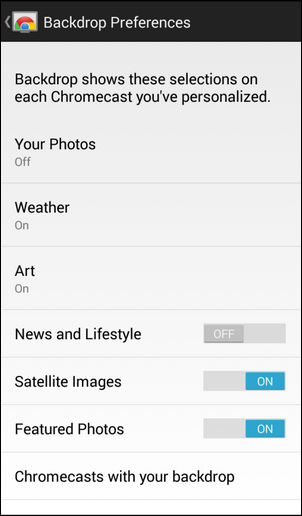 Backdrop Preferences
Backdrop shows these selections on
each Chromecast you've personalized.
Your Photos
Off
Weather
On
Art
On
News and Lifestyle OFF
Satellite Images ON
Featured Photos ON
Chromecasts with your backdrop